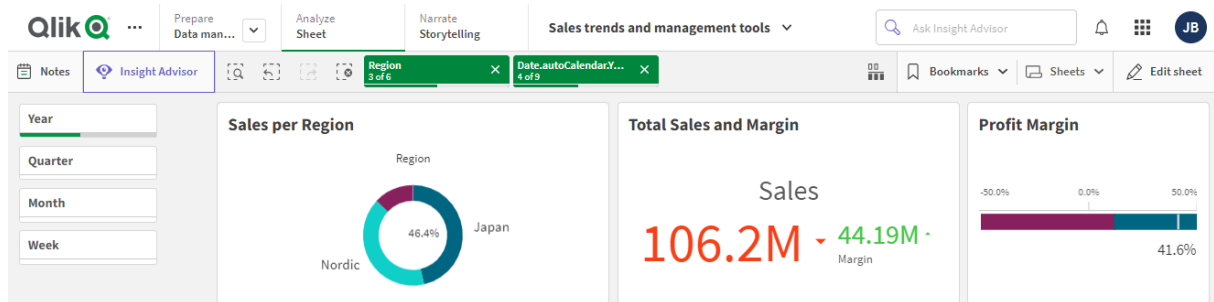 Qlik
Prepare
Data man...
Analyze
Sheet
Narrate
Storytelling
Sales trends and management tools
Ask Insight Advisor
JB
Notes
Insight Advisor
Region
3 of 6
Date.autoCalendar.Y...
4 of 9
Bookmarks
Sheets
Edit sheet
Year
Quarter
Month
Week
Sales per Region
Region
46.4%
Japan
Nordic
Total Sales and Margin
Sales
106.2M
44.19M
Margin
Profit Margin
-50.0% 0.0% 50.0%
41.6%